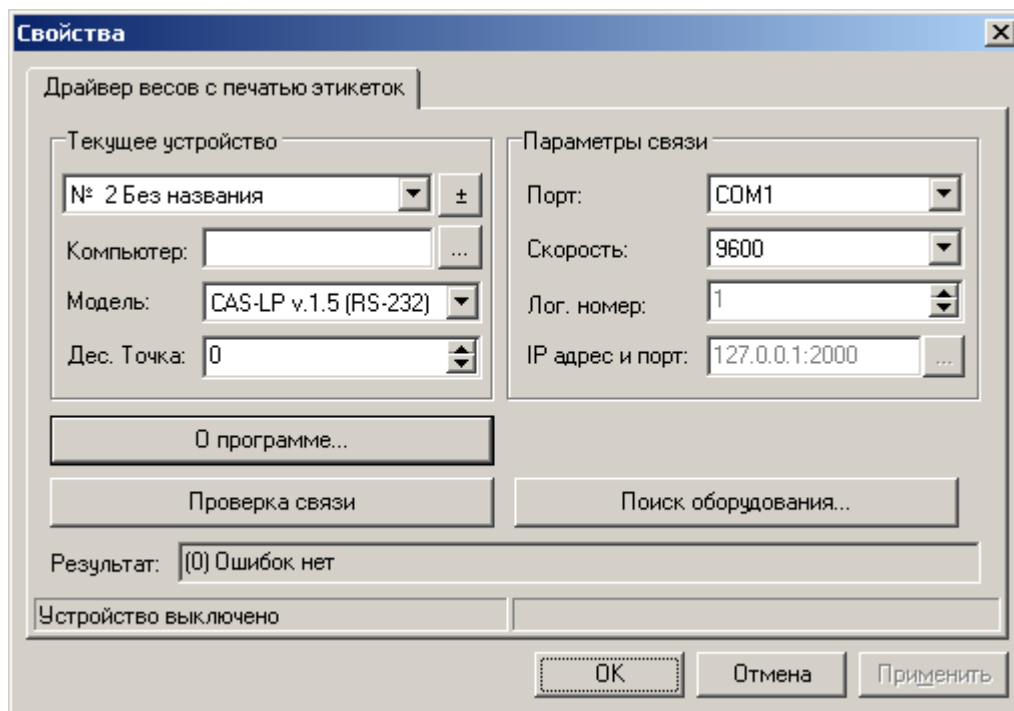 Свойства
Драйвер весов с печатью этикеток
Текущее устройство
№ 2 Без названия
±
Компьютер:
...
Модель: CAS-LP v.1.5 (RS-232)
Дес. Точка: 0
Параметры связи
Порт: COM1
Скорость: 9600
Лог. номер: 1
IP адрес и порт: 127.0.0.1:2000
...
О программе...
Проверка связи
Поиск оборудования...
Результат: (0) Ошибок нет
Устройство выключено
OK
Отмена
Применить